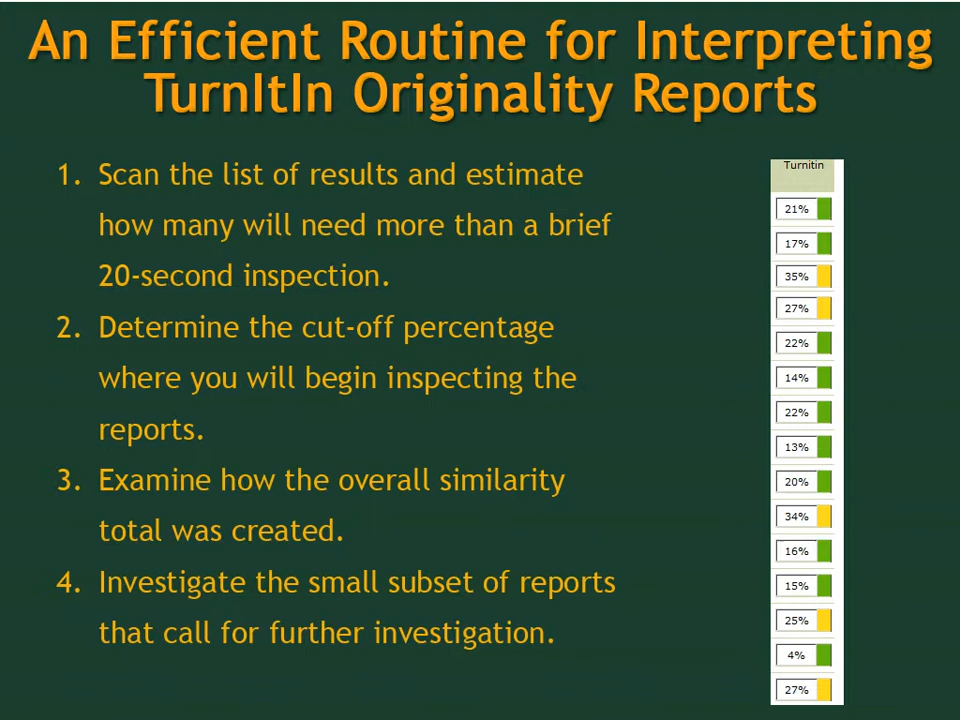 An Efficient Routine for Interpreting
TurnItIn Originality Reports
1. Scan the list of results and estimate
how many will need more than a brief
20-second inspection.
2. Determine the cut-off percentage
where you will begin inspecting the
reports.
3. Examine how the overall similarity
total was created.
4. Investigate the small subset of reports
that call for further investigation.
Turnitin
21%
17%
35%
27%
22%
14%
22%
13%
20%
34%
16%
15%
25%
4%
27%